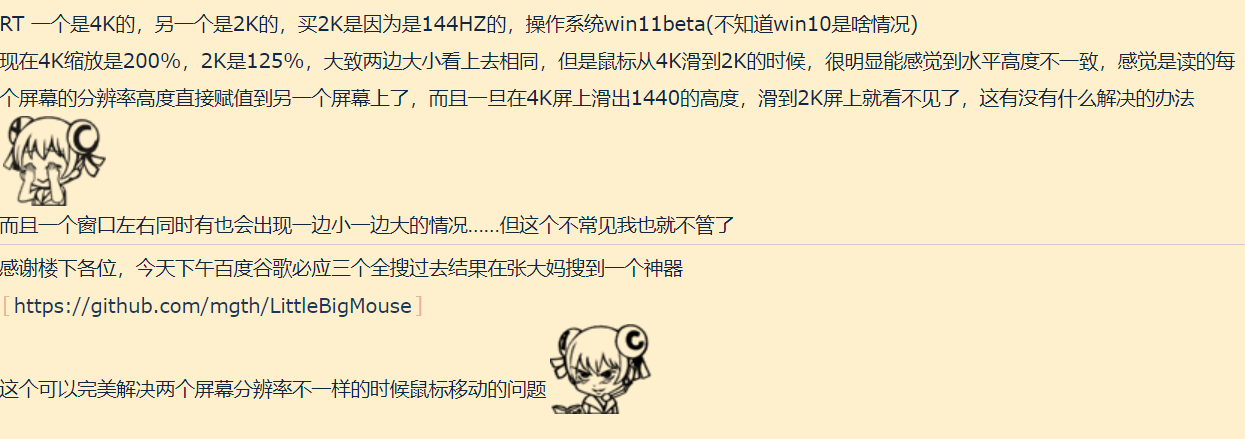 RT 一个是4K的，另一个是2K的，买2K是因为是144HZ的，操作系统win11beta(不知道win10是啥情况)
现在4K缩放是200%，2K是125%，大致两边大小看上去相同，但是鼠标从4K滑到2K的时候，很明显能感觉到水平高度不一致，感觉是读的每
个屏幕的分辨率高度直接赋值到另一个屏幕上了，而且一旦在4K屏上滑出1440的高度，滑到2K屏上就看不见了，这有没有什么解决的办法
而且一个窗口左右同时有也会出现一边小一边大的情况……但这个不常见我也就不管了
感谢楼下各位，今天下午百度谷歌必应三个全搜过去结果在张大妈搜到一个神器
[ https://github.com/mgth/LittleBigMouse ]
这个可以完美解决两个屏幕分辨率不一样的时候鼠标移动的问题